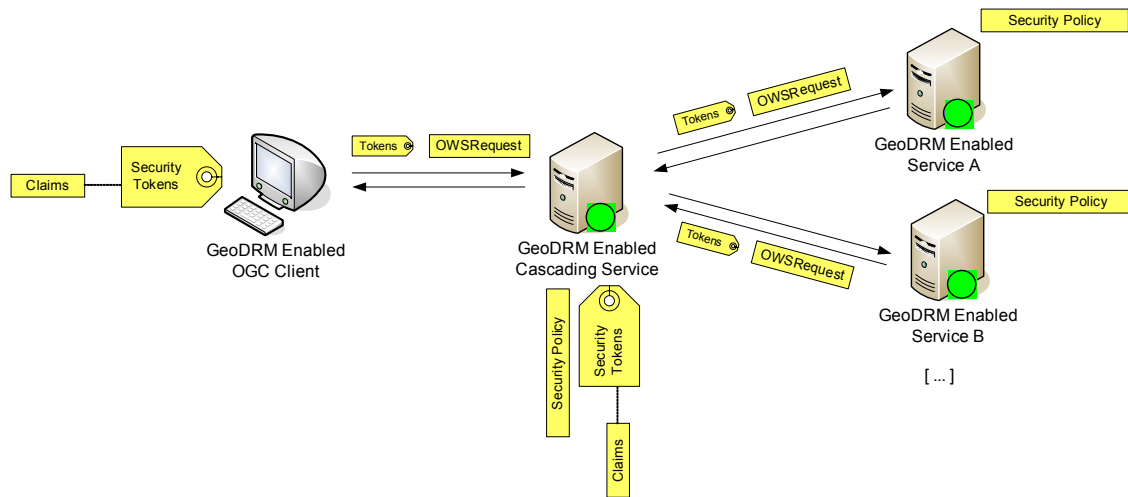 Security Policy
Tokens
OWSRequest
GeoDRM Enabled
Service A
Claims
Security
Tokens
GeoDRM Enabled
OGC Client
Tokens
OWSRequest
GeoDRM Enabled
Cascading Service
Security Policy
Tokens
OWSRequest
GeoDRM Enabled
Service B
[ ... ]
Security Policy
Security
Tokens
Claims